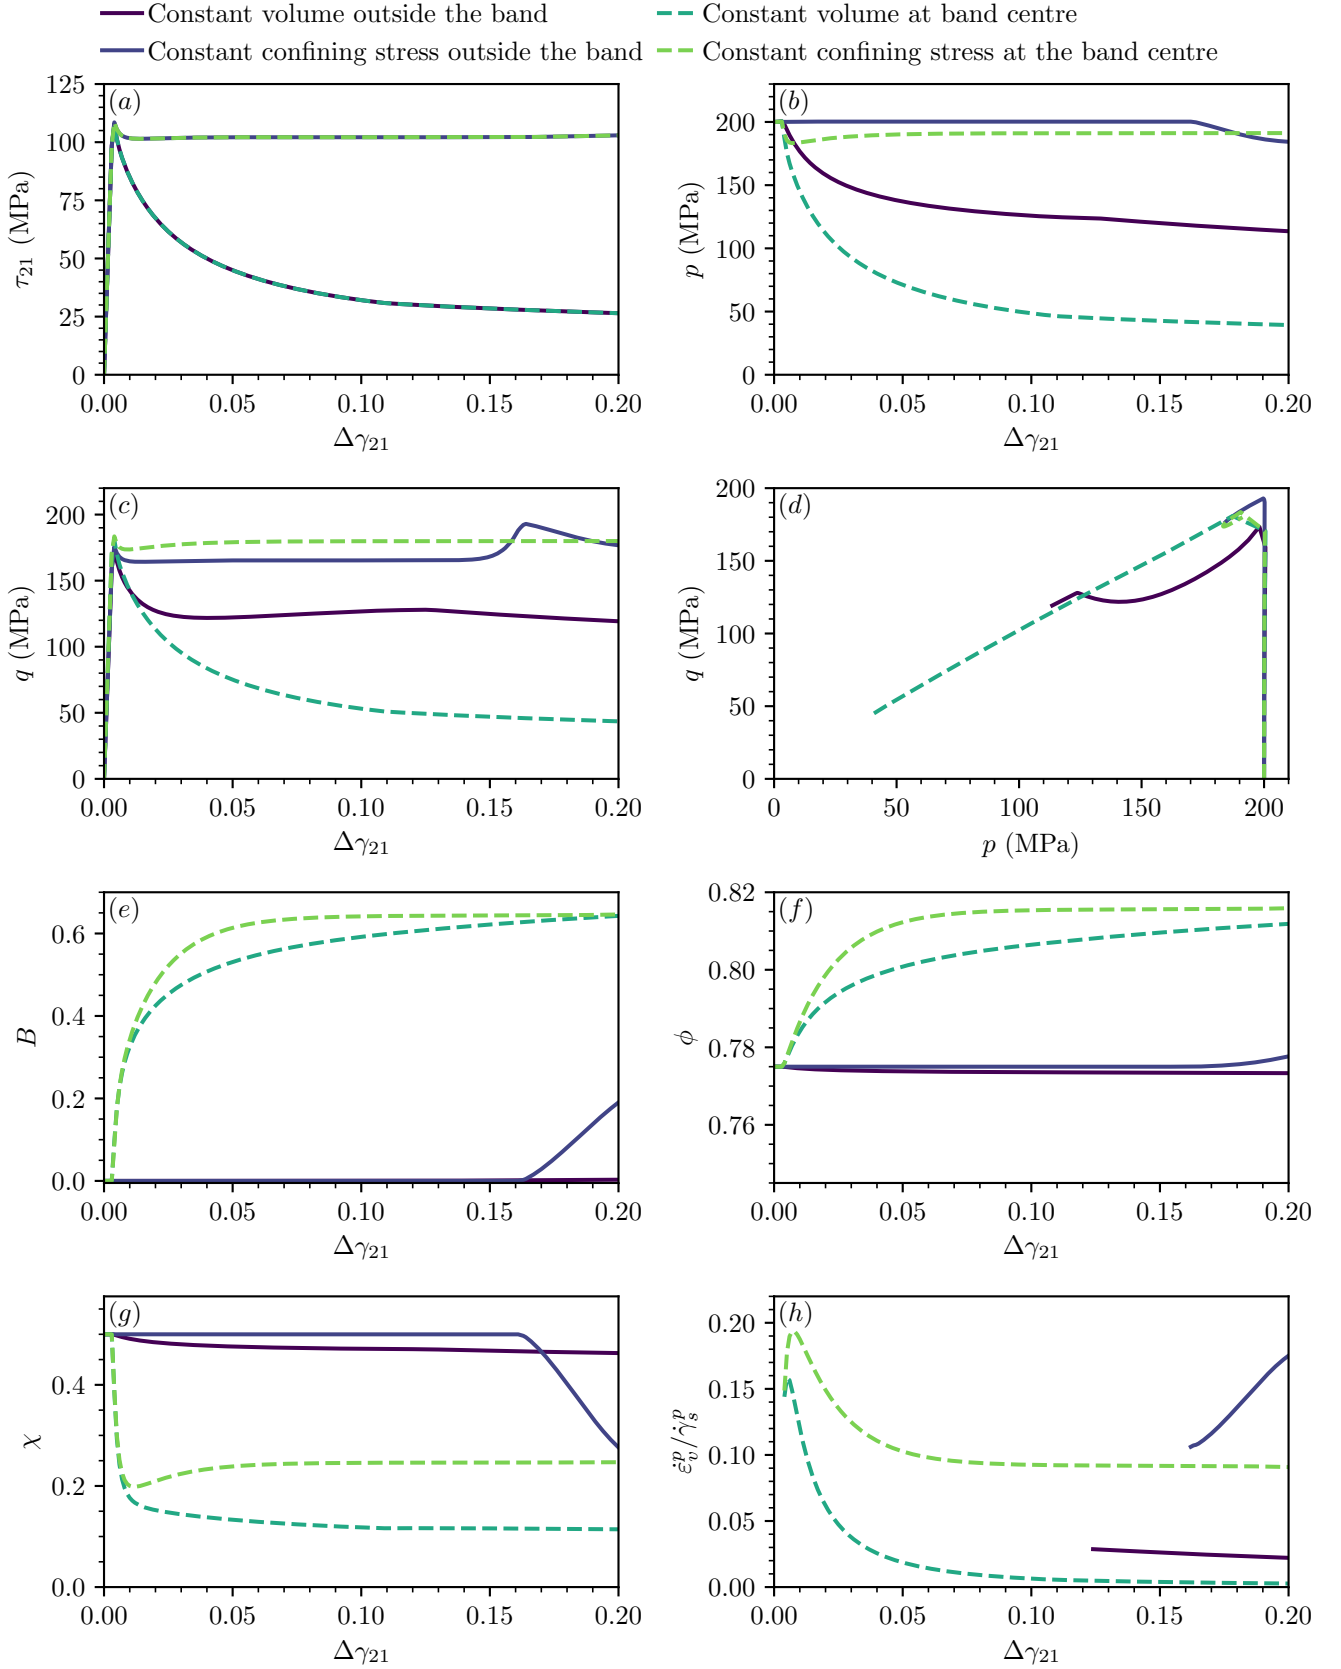 Constant volume outside the band
Constant volume at band centre
Constant confining stress outside the band
Constant confining stress at the band centre
(a)
τ21 (MPa)
125
100
75
50
25
0
0.00 0.05 0.10 0.15 0.20
Δγ21
(b)
p (MPa)
200
150
100
50
0
0.00 0.05 0.10 0.15 0.20
Δγ21
(c)
q (MPa)
200
150
100
50
0
0.00 0.05 0.10 0.15 0.20
Δγ21
(d)
q (MPa)
200
150
100
50
0
0 50 100 150 200
p (MPa)
(e)
B
0.6
0.4
0.2
0.0
0.00 0.05 0.10 0.15 0.20
Δγ21
(f)
ϕ
0.82
0.80
0.78
0.76
0.00 0.05 0.10 0.15 0.20
Δγ21
(g)
χ
0.4
0.2
0.0
0.00 0.05 0.10 0.15 0.20
Δγ21
(h)
ε̇vp/γ̇sp
0.20
0.15
0.10
0.05
0.00
0.00 0.05 0.10 0.15 0.20
Δγ21